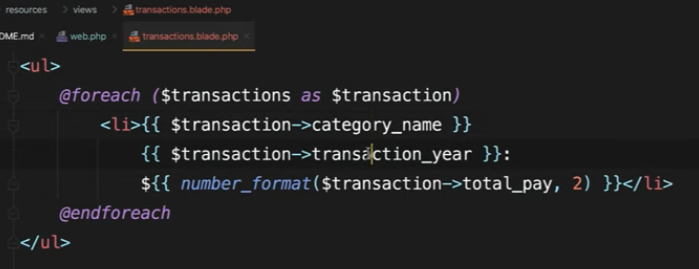 resources > views > transactions.blade.php
DME.md × web.php × transactions.blade.php ×
<ul>
@foreach ($transactions as $transaction)
<li>{{ $transaction->category_name }}
{{ $transaction->transaction_year }}:
${{ number_format($transaction->total_pay, 2) }}</li>
@endforeach
</ul>